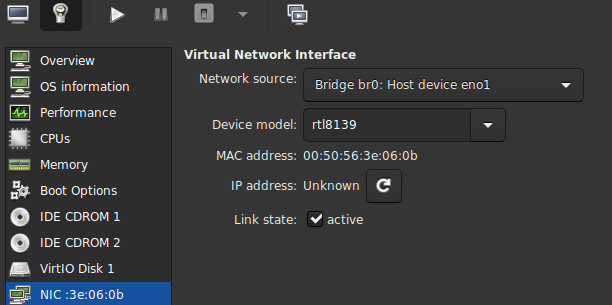 Virtual Network Interface
Overview
OS information
Performance
CPUs
Memory
Boot Options
IDE CDROM 1
IDE CDROM 2
VirtIO Disk 1
NIC :3e:06:0b
Network source: Bridge br0: Host device eno1
Device model: rtl8139
MAC address: 00:50:56:3e:06:0b
IP address: Unknown
Link state: active